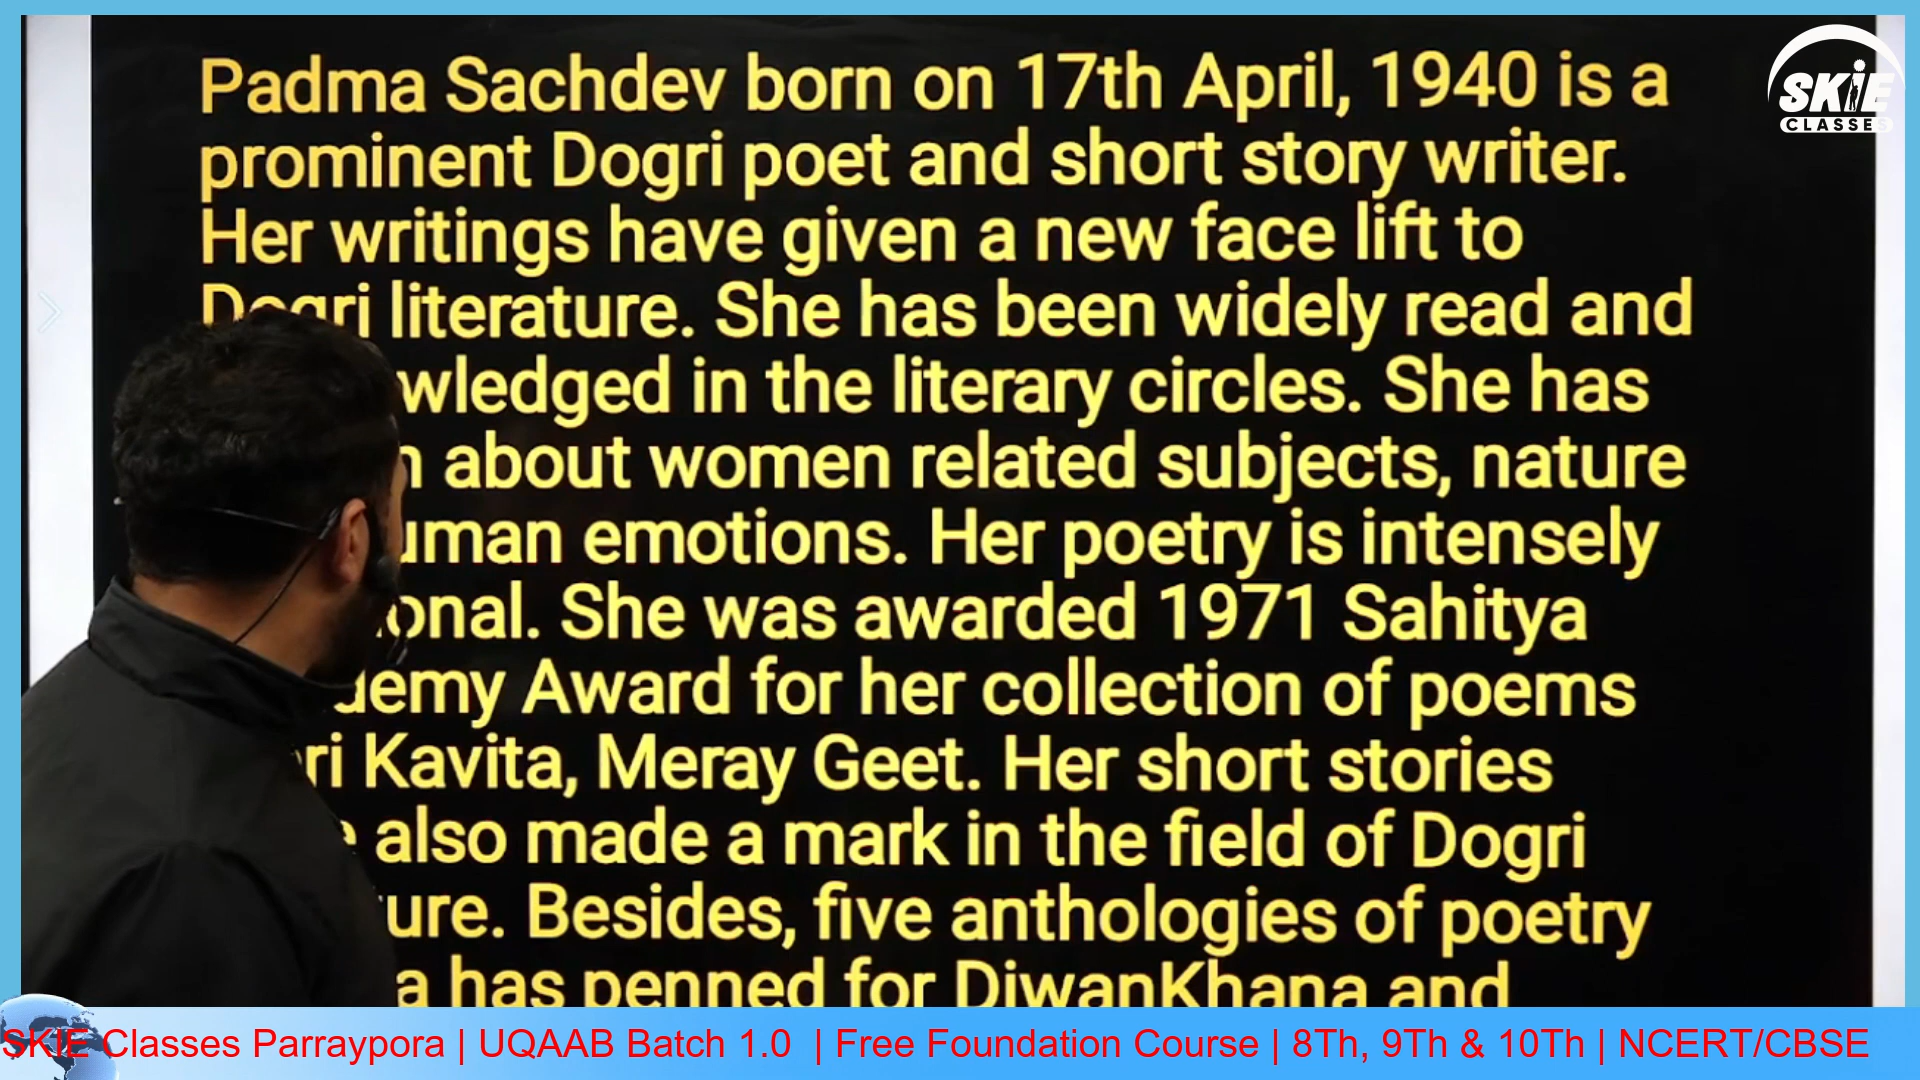 Padma Sachdev born on 17th April, 1940 is a
prominent Dogri poet and short story writer.
Her writings have given a new face lift to
Dogri literature. She has been widely read and
wledged in the literary circles. She has
n about women related subjects, nature
uman emotions. Her poetry is intensely
onal. She was awarded 1971 Sahitya
demy Award for her collection of poems
ri Kavita, Meray Geet. Her short stories
e also made a mark in the field of Dogri
ure. Besides, five anthologies of poetry
a has penned for DiwanKhana and
SKiE
CLASSES
SKIE Classes Parraypora | UQAAB Batch 1.0 | Free Foundation Course | 8Th, 9Th & 10Th | NCERT/CBSE